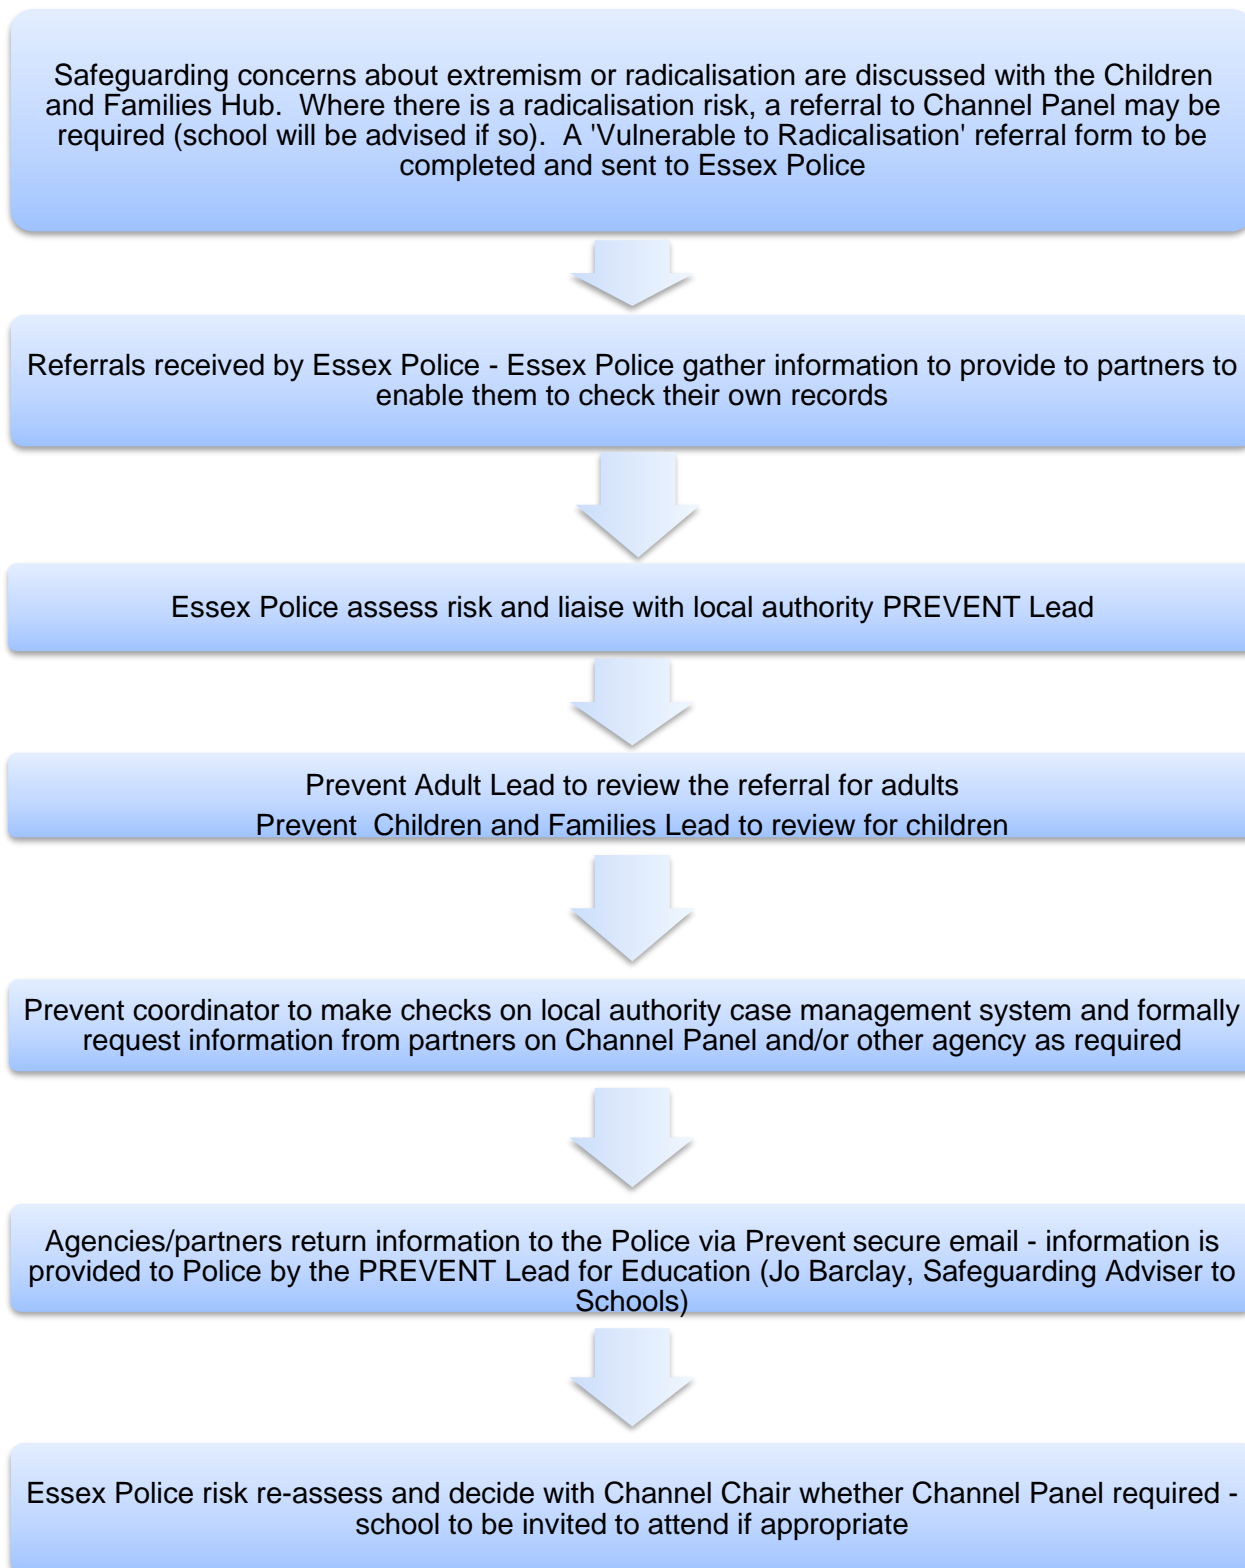 Safeguarding concerns about extremism or radicalisation are discussed with the Children
and Families Hub.  Where there is a radicalisation risk, a referral to Channel Panel may be
required (school will be advised if so).  A 'Vulnerable to Radicalisation' referral form to be
completed and sent to Essex Police
Referrals received by Essex Police - Essex Police gather information to provide to partners to
enable them to check their own records
Essex Police assess risk and liaise with local authority PREVENT Lead
Prevent Adult Lead to review the referral for adults
Prevent  Children and Families Lead to review for children
Prevent coordinator to make checks on local authority case management system and formally
request information from partners on Channel Panel and/or other agency as required
Agencies/partners return information to the Police via Prevent secure email - information is
provided to Police by the PREVENT Lead for Education (Jo Barclay, Safeguarding Adviser to
Schools)
Essex Police risk re-assess and decide with Channel Chair whether Channel Panel required -
school to be invited to attend if appropriate